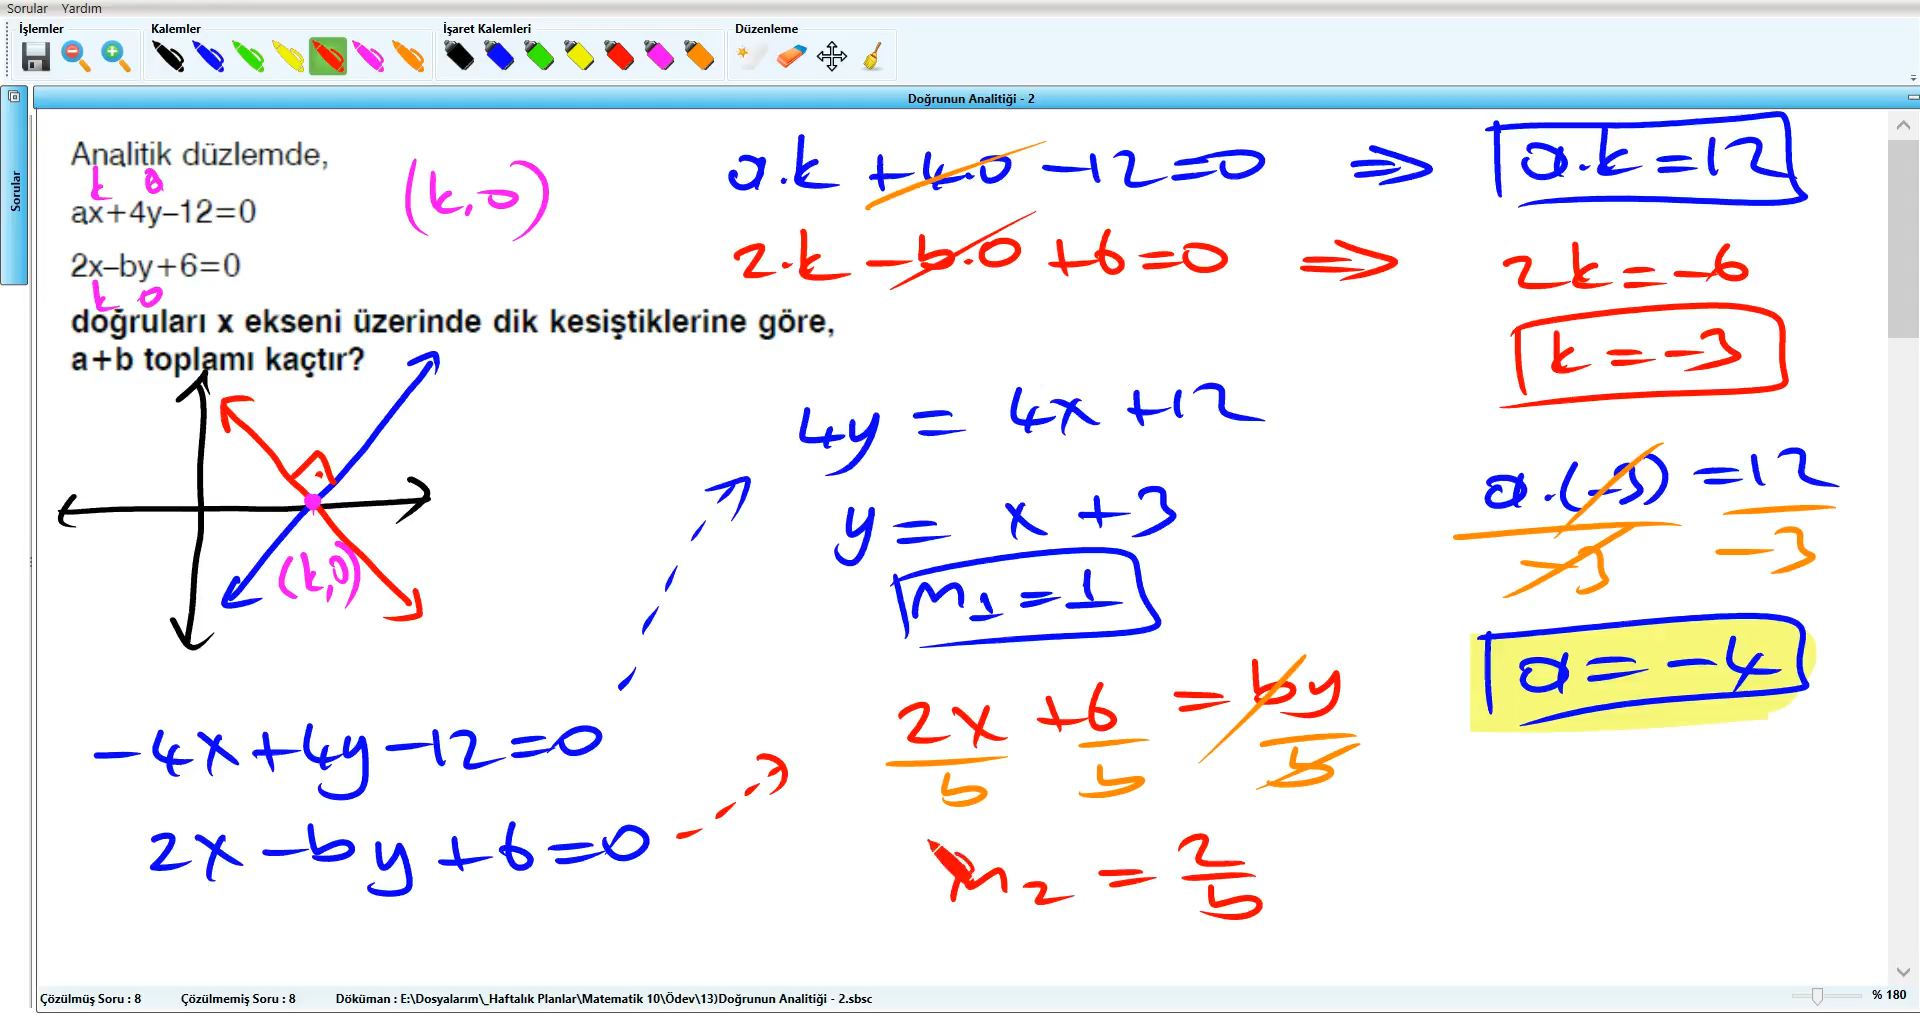 Sorular Yardım
İşlemler Kalemler İşaret Kalemleri Düzenleme
Sorular
Doğrunun Analitiği - 2
Analitik düzlemde,
k 0
ax+4y–12=0
2x–by+6=0
k 0
doğruları x ekseni üzerinde dik kesiştiklerine göre,
a+b toplamı kaçtır?
(k,0)
(k,0)
a.k +4.0 -12=0 ⇒ a.k=12
2.k -b.0 +6=0 ⇒ 2k=-6
k=-3
a.(-3) =12
-3 -3
a=-4
-4x+4y-12=0
2x-by+6=0
4y = 4x +12
y = x +3
m1=1
2x +6 = by
b b b
m2 = 2/b
Çözülmüş Soru : 8 Çözülmemiş Soru : 8 Döküman : E:\Dosyalarım\_Haftalık Planlar\Matematik 10\Ödev\13)Doğrunun Analitiği - 2.sbsc % 180